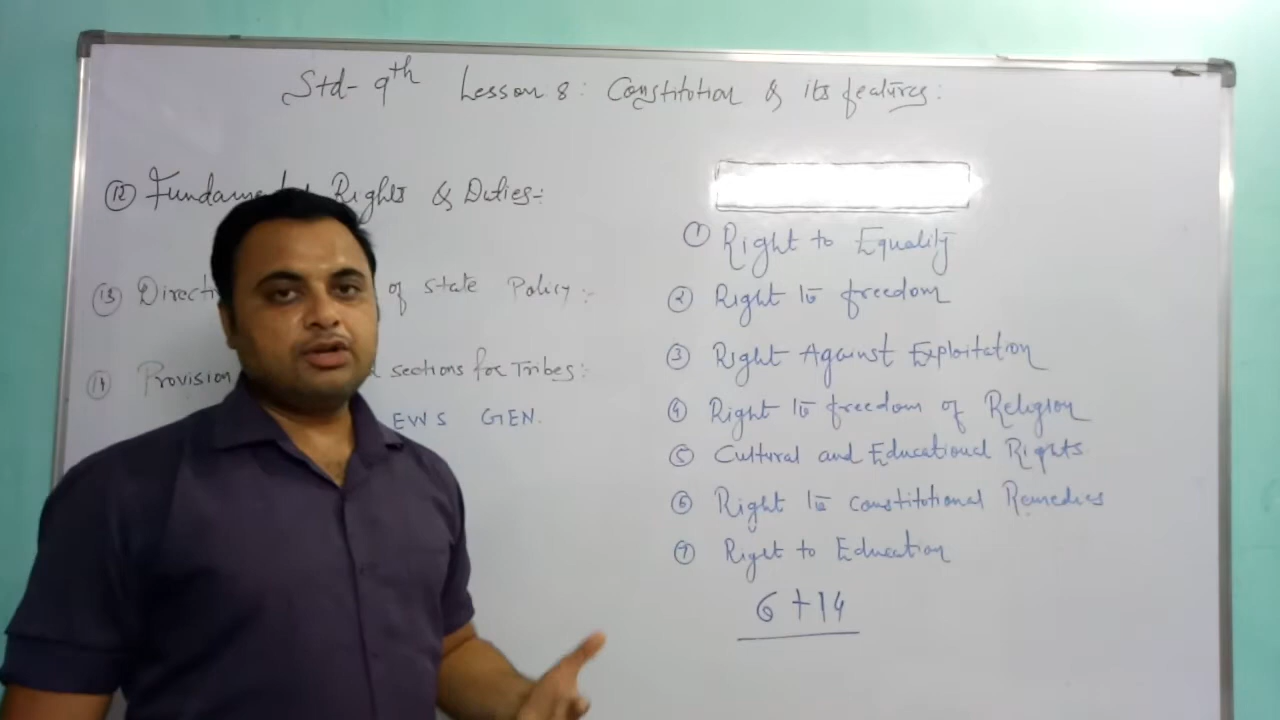 Std- 9th Lesson 8: Constitution & its features:
(12) Fundamental Rights & Duties:-
(13) of State Policy:-
(14) Provision sections for Tribes:
EWS GEN.
(1) Right to Equality
(2) Right to freedom
(3) Right Against Exploitation
(4) Right to freedom of Religion
(5) Cultural and Educational Rights
(6) Right to Constitutional Remedies
(7) Right to Education
6 + 14